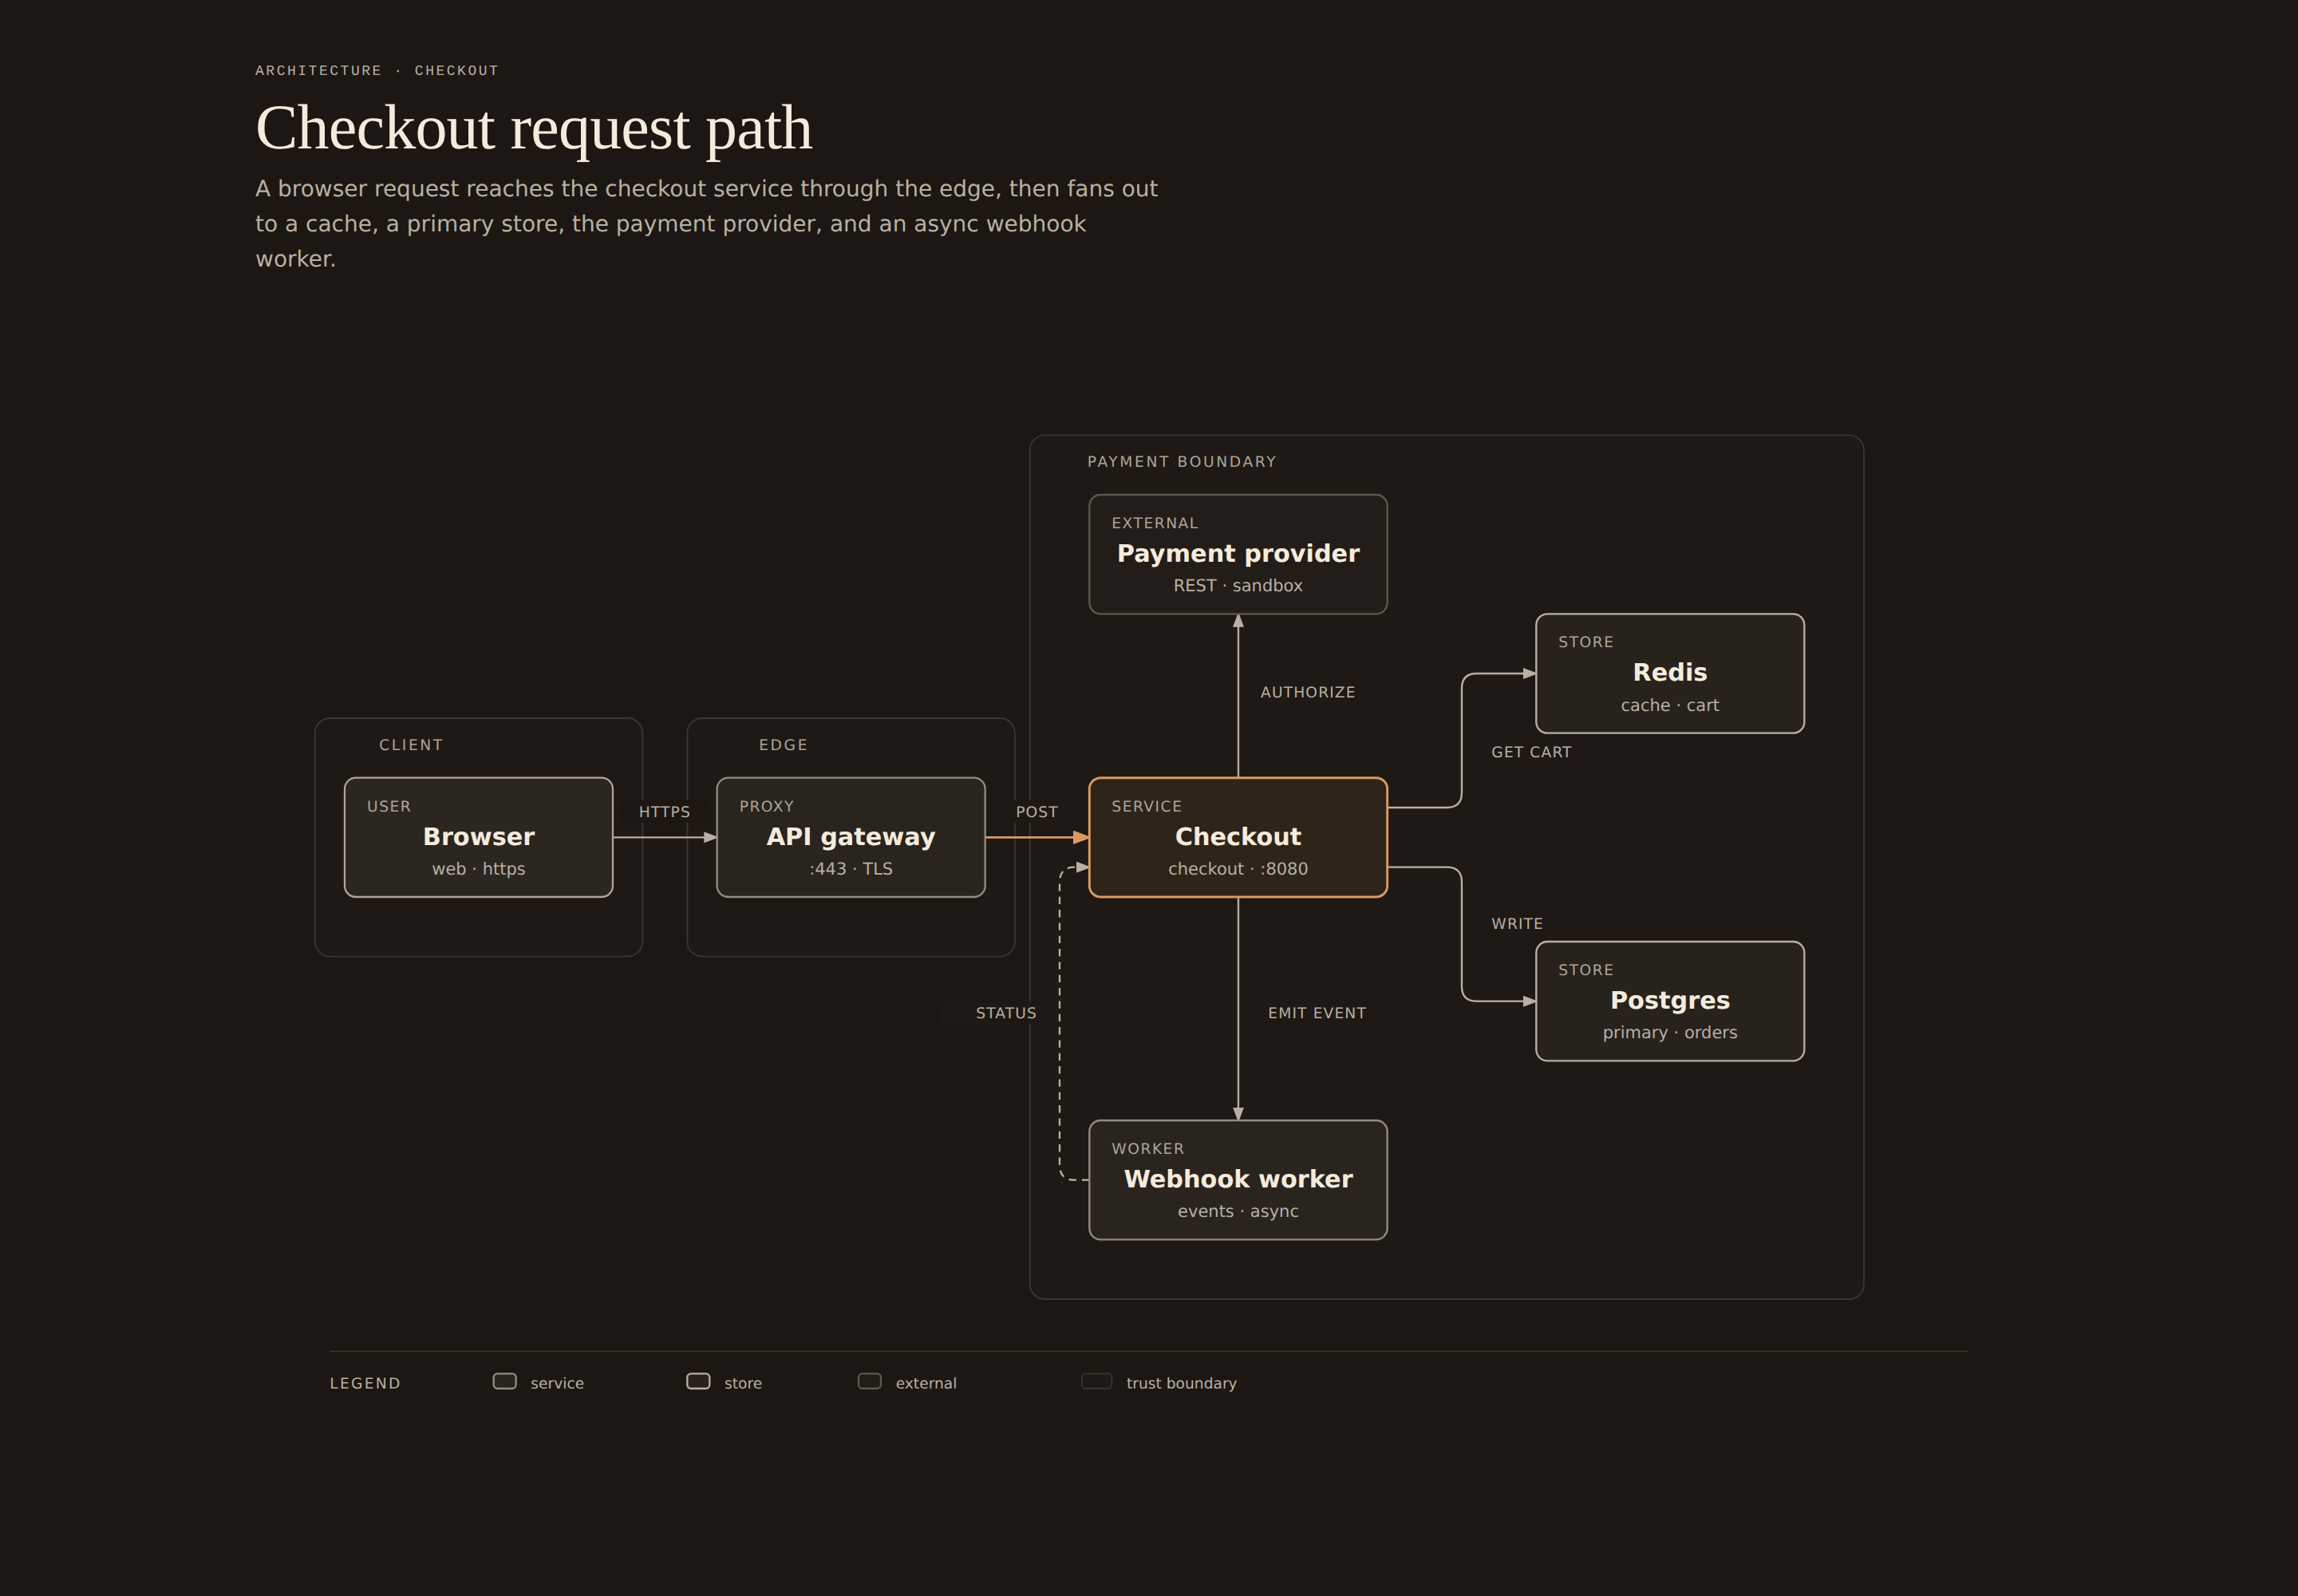 ARCHITECTURE · CHECKOUT
Checkout request path
A browser request reaches the checkout service through the edge, then fans out
to a cache, a primary store, the payment provider, and an async webhook
worker.
PAYMENT BOUNDARY
EXTERNAL
Payment provider
REST · sandbox
AUTHORIZE
STORE
Redis
cache · cart
GET CART
CLIENT
USER
Browser
web · https
HTTPS
EDGE
PROXY
API gateway
:443 · TLS
POST
SERVICE
Checkout
checkout · :8080
WRITE
STORE
Postgres
primary · orders
STATUS
EMIT EVENT
WORKER
Webhook worker
events · async
LEGEND
service
store
external
trust boundary